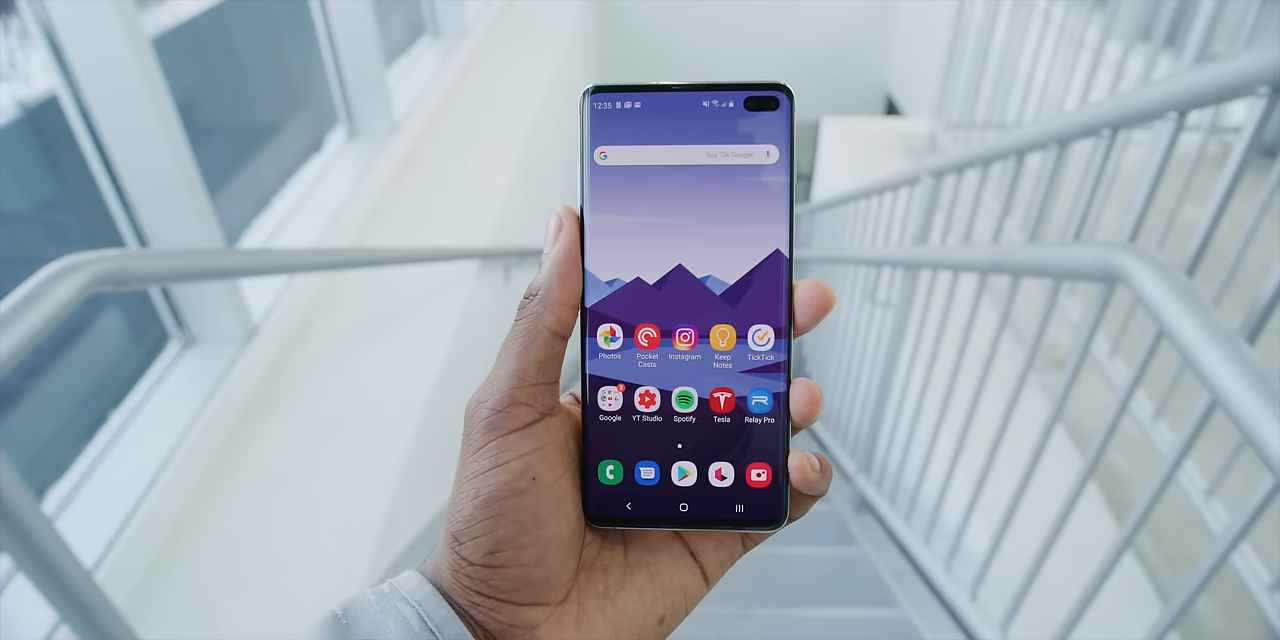 12:35
Say "Ok Google"
Photos Pocket Casts Instagram Keep Notes TickTick
3
Google YT Studio Spotify Tesla Relay Pro